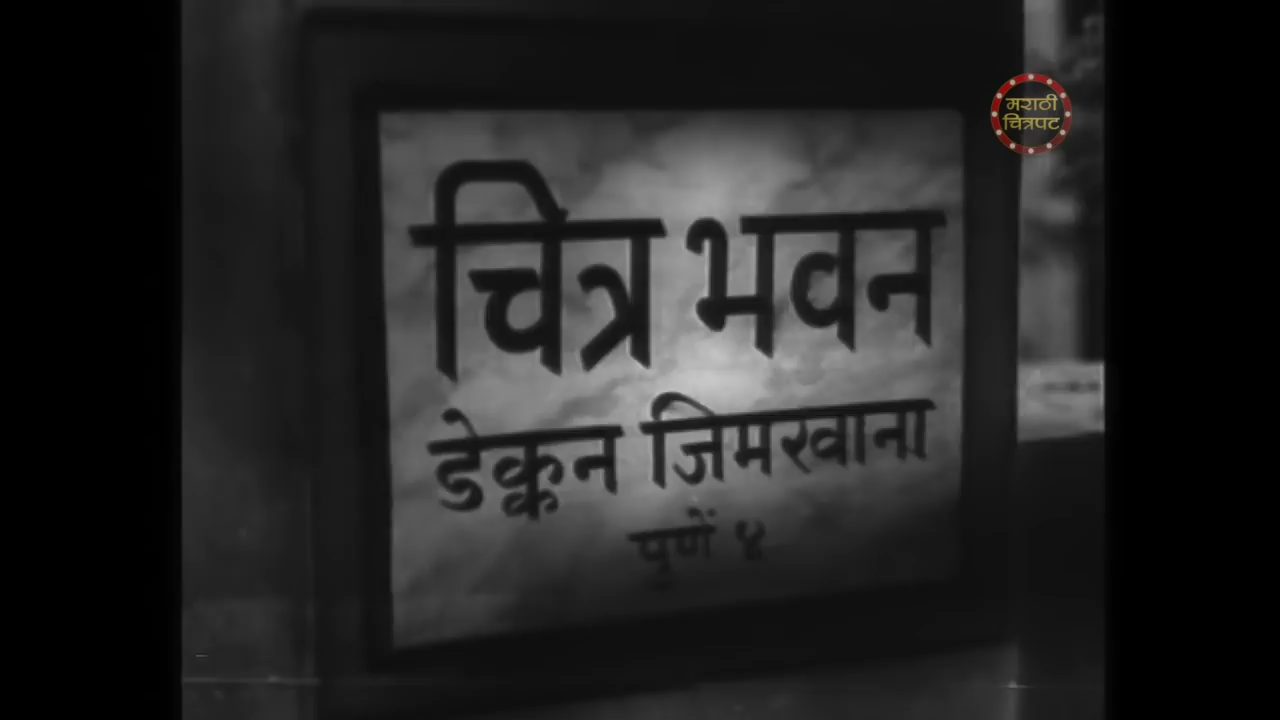 मराठी
चित्रपट
चित्र भवन
डेक्कन जिमखाना
पुणें ४